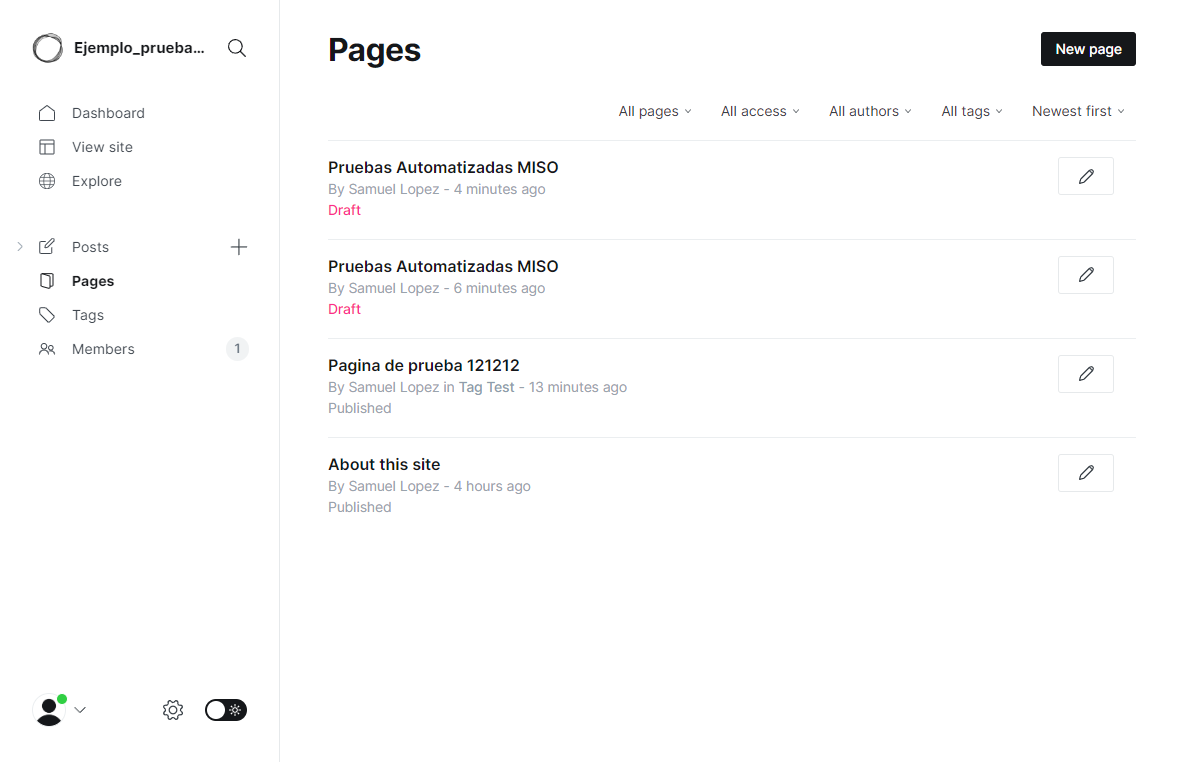 Ejemplo_prueba...
Dashboard
View site
Explore
Posts
Pages
Tags
Members 1
Pages
New page
All pages All access All authors All tags Newest first
Pruebas Automatizadas MISO
By Samuel Lopez - 4 minutes ago
Draft
Pruebas Automatizadas MISO
By Samuel Lopez - 6 minutes ago
Draft
Pagina de prueba 121212
By Samuel Lopez in Tag Test - 13 minutes ago
Published
About this site
By Samuel Lopez - 4 hours ago
Published